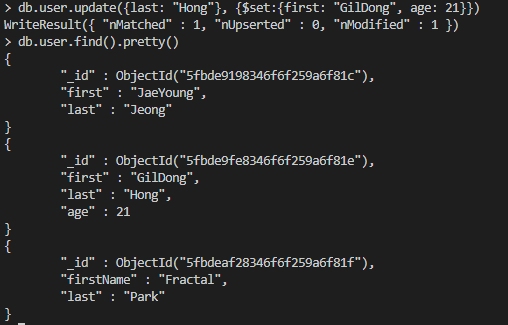 > db.user.update({last: "Hong"}, {$set:{first: "GilDong", age: 21}})
WriteResult({ "nMatched" : 1, "nUpserted" : 0, "nModified" : 1 })
> db.user.find().pretty()
{
        "_id" : ObjectId("5fbde9198346f6f259a6f81c"),
        "first" : "JaeYoung",
        "last" : "Jeong"
}
{
        "_id" : ObjectId("5fbde9fe8346f6f259a6f81e"),
        "first" : "GilDong",
        "last" : "Hong",
        "age" : 21
}
{
        "_id" : ObjectId("5fbdeaf28346f6f259a6f81f"),
        "firstName" : "Fractal",
        "last" : "Park"
}